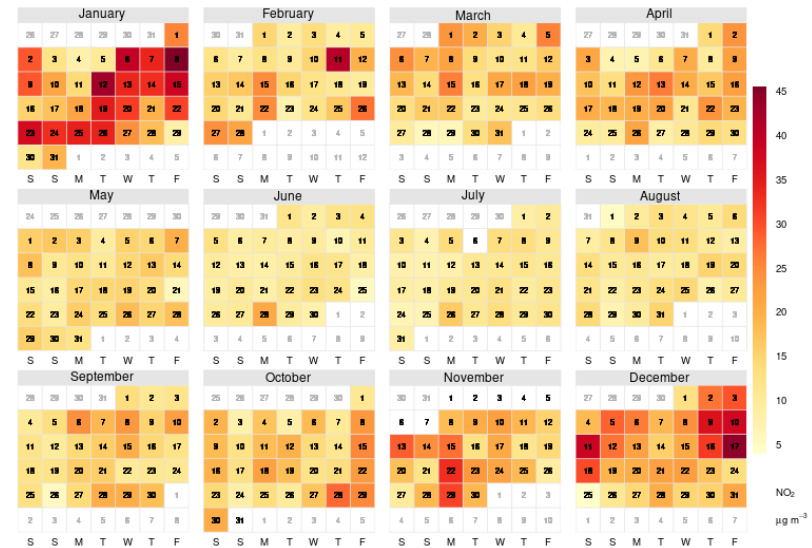 January
26 27 28 29 30 31 1
2 3 4 5 6 7 8
9 10 11 12 13 14 15
16 17 18 19 20 21 22
23 24 25 26 27 28 29
30 31 1 2 3 4 5
S S M T W T F
February
30 31 1 2 3 4 5
6 7 8 9 10 11 12
13 14 15 16 17 18 19
20 21 22 23 24 25 26
27 28 1 2 3 4 5
6 7 8 9 10 11 12
S S M T W T F
March
27 28 1 2 3 4 5
6 7 8 9 10 11 12
13 14 15 16 17 18 19
20 21 22 23 24 25 26
27 28 29 30 31 1 2
3 4 5 6 7 8 9
S S M T W T F
April
27 28 29 30 31 1 2
3 4 5 6 7 8 9
10 11 12 13 14 15 16
17 18 19 20 21 22 23
24 25 26 27 28 29 30
1 2 3 4 5 6 7
S S M T W T F
May
24 25 26 27 28 29 30
1 2 3 4 5 6 7
8 9 10 11 12 13 14
15 16 17 18 19 20 21
22 23 24 25 26 27 28
29 30 31 1 2 3 4
S S M T W T F
June
29 30 31 1 2 3 4
5 6 7 8 9 10 11
12 13 14 15 16 17 18
19 20 21 22 23 24 25
26 27 28 29 30 1 2
3 4 5 6 7 8 9
S S M T W T F
July
26 27 28 29 30 1 2
3 4 5 6 7 8 9
10 11 12 13 14 15 16
17 18 19 20 21 22 23
24 25 26 27 28 29 30
31 1 2 3 4 5 6
S S M T W T F
August
31 1 2 3 4 5 6
7 8 9 10 11 12 13
14 15 16 17 18 19 20
21 22 23 24 25 26 27
28 29 30 31 1 2 3
4 5 6 7 8 9 10
S S M T W T F
September
28 29 30 31 1 2 3
4 5 6 7 8 9 10
11 12 13 14 15 16 17
18 19 20 21 22 23 24
25 26 27 28 29 30 1
2 3 4 5 6 7 8
S S M T W T F
October
25 26 27 28 29 30 1
2 3 4 5 6 7 8
9 10 11 12 13 14 15
16 17 18 19 20 21 22
23 24 25 26 27 28 29
30 31 1 2 3 4 5
S S M T W T F
November
30 31 1 2 3 4 5
6 7 8 9 10 11 12
13 14 15 16 17 18 19
20 21 22 23 24 25 26
27 28 29 30 1 2 3
4 5 6 7 8 9 10
S S M T W T F
December
27 28 29 30 1 2 3
4 5 6 7 8 9 10
11 12 13 14 15 16 17
18 19 20 21 22 23 24
25 26 27 28 29 30 31
1 2 3 4 5 6 7
S S M T W T F
45
40
35
30
25
20
15
10
5
NO₂
μg m⁻³